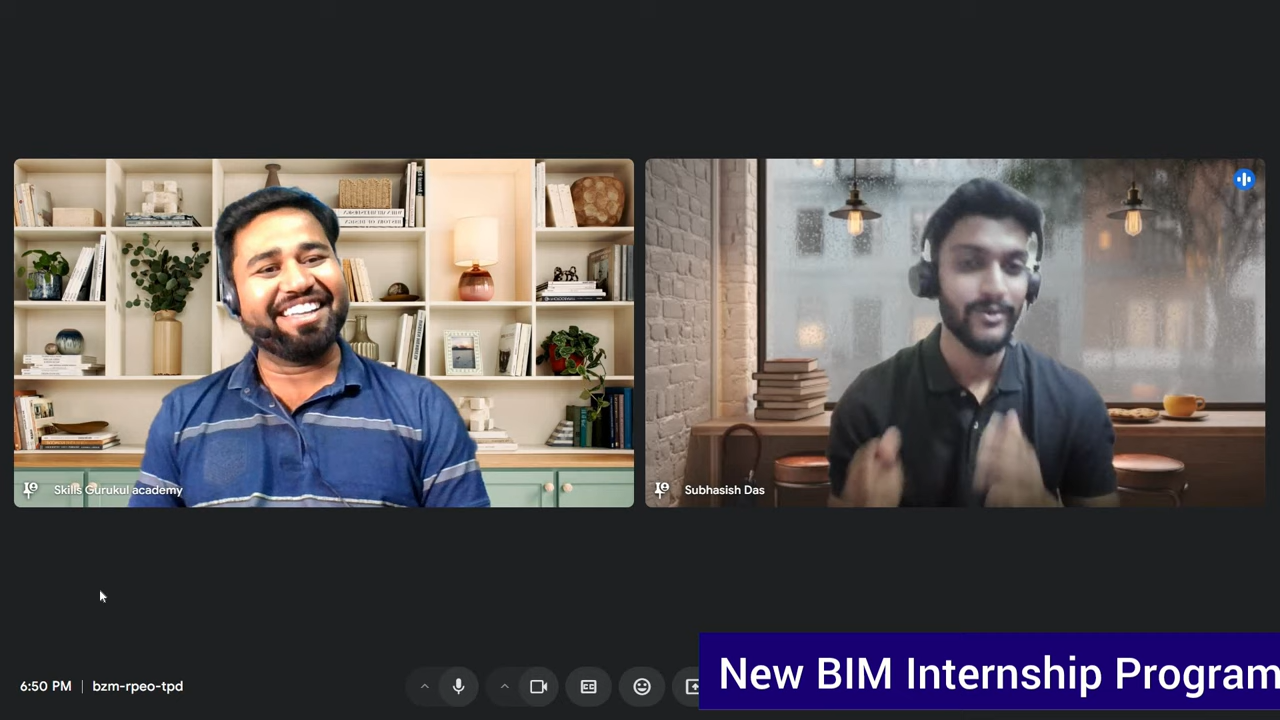 Skills Gurukul academy
Subhasish Das
6:50 PM | bzm-rpeo-tpd
New BIM Internship Program